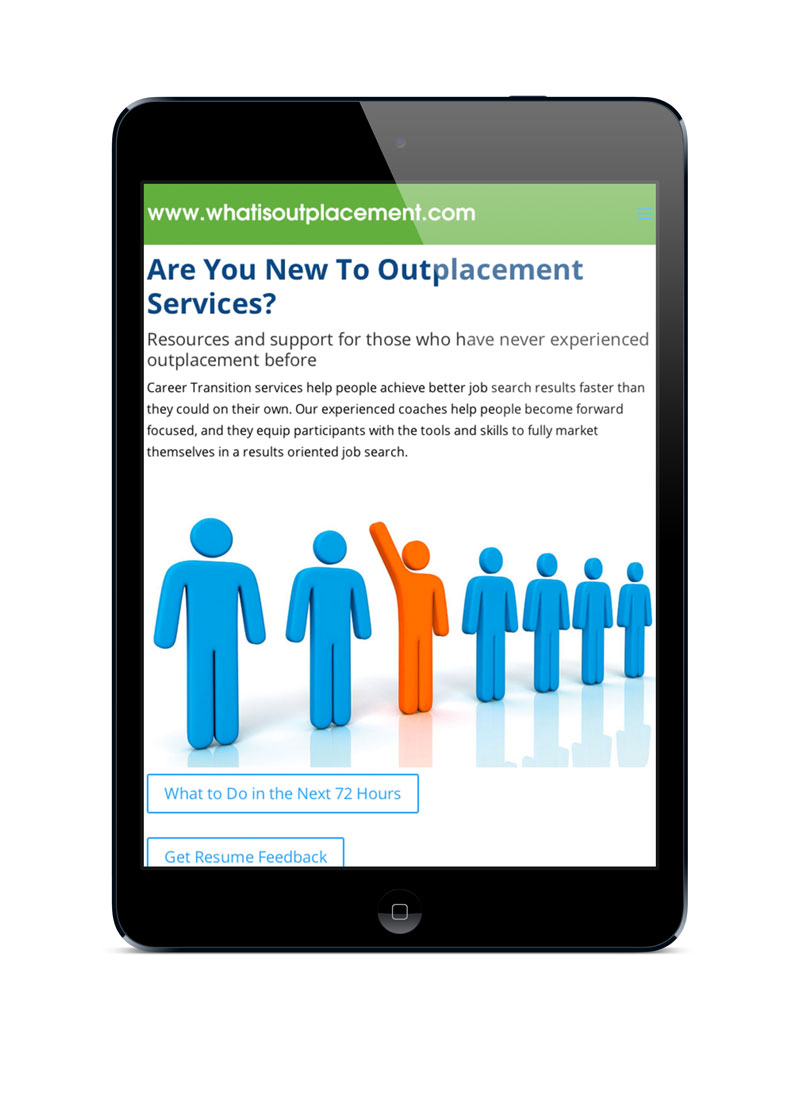 www.whatisoutplacement.com
Are You New To Outplacement
Services?
Resources and support for those who have never experienced
outplacement before
Career Transition services help people achieve better job search results faster than
they could on their own. Our experienced coaches help people become forward
focused, and they equip participants with the tools and skills to fully market
themselves in a results oriented job search.
What to Do in the Next 72 Hours
Get Resume Feedback